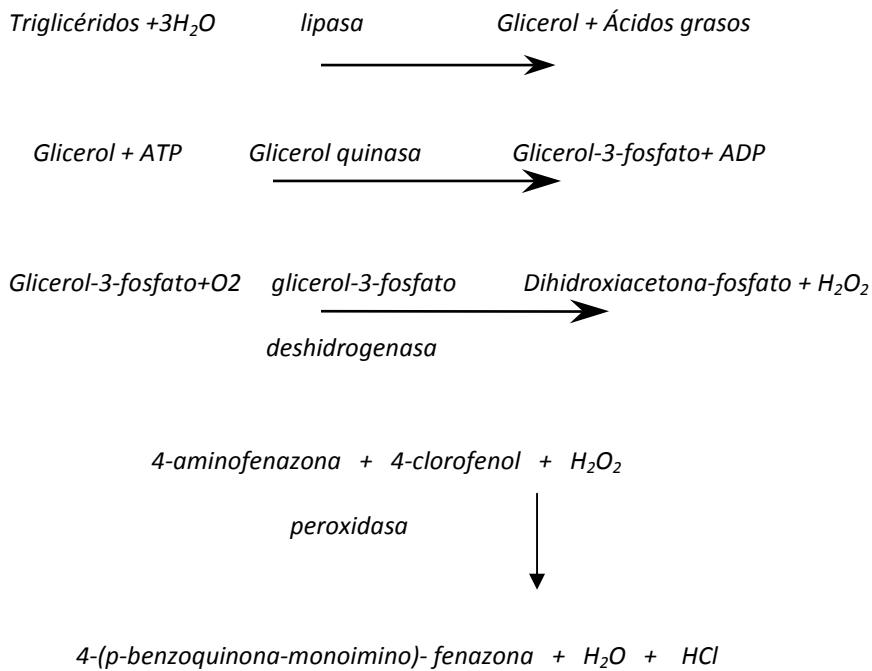 Triglicéridos +3H₂O lipasa Glicerol + Ácidos grasos
Glicerol + ATP Glicerol quinasa Glicerol-3-fosfato+ ADP
Glicerol-3-fosfato+O2 glicerol-3-fosfato Dihidroxiacetona-fosfato + H₂O₂
deshidrogenasa
4-aminofenazona + 4-clorofenol + H₂O₂
peroxidasa
4-(p-benzoquinona-monoimino)- fenazona + H₂O + HCl